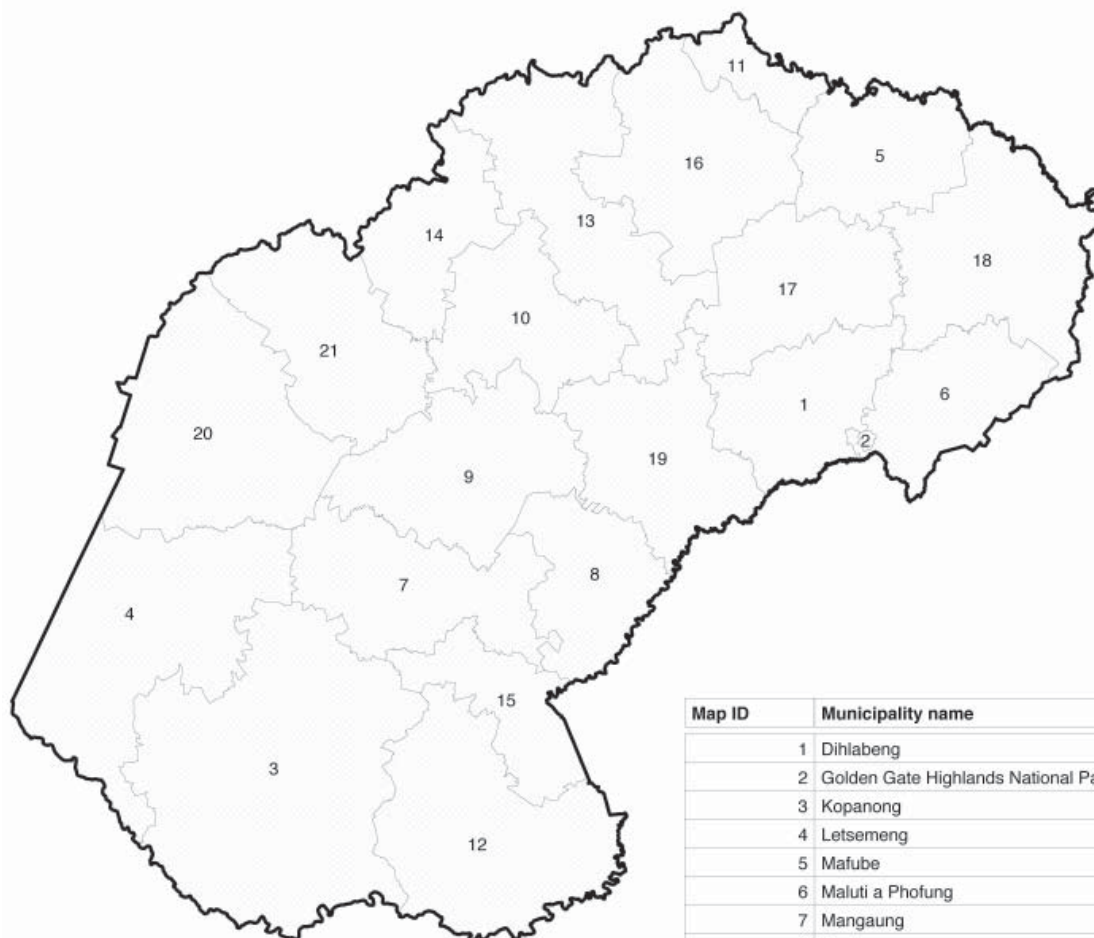 11
16
5
13
14
18
17
10
21
6
1
20
2
19
9
8
7
4
15
3
12
Map ID Municipality name
1 Dihlabeng
2 Golden Gate Highlands National Pa
3 Kopanong
4 Letsemeng
5 Mafube
6 Maluti a Phofung
7 Mangaung